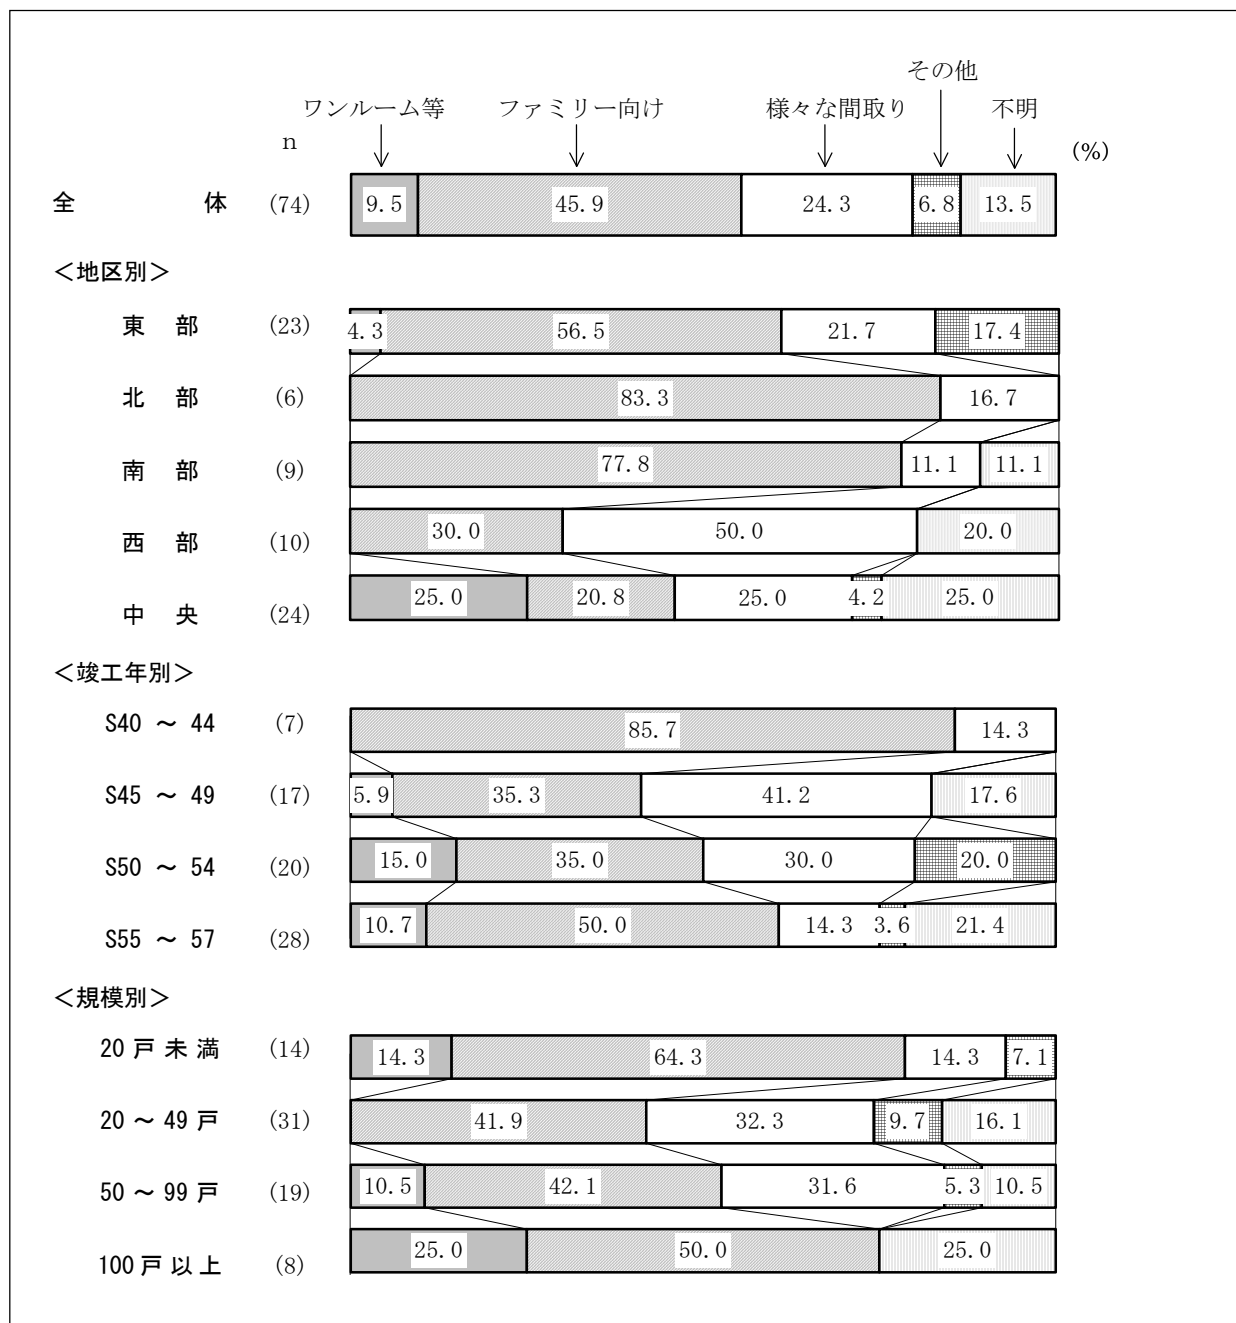 その他
ワンルーム等 ファミリー向け 様々な間取り 不明
n (%)
全体 (74) 9.5 45.9 24.3 6.8 13.5
＜地区別＞
東部 (23) 4.3 56.5 21.7 17.4
北部 (6) 83.3 16.7
南部 (9) 77.8 11.1 11.1
西部 (10) 30.0 50.0 20.0
中央 (24) 25.0 20.8 25.0 4.2 25.0
＜竣工年別＞
S40 ～ 44 (7) 85.7 14.3
S45 ～ 49 (17) 5.9 35.3 41.2 17.6
S50 ～ 54 (20) 15.0 35.0 30.0 20.0
S55 ～ 57 (28) 10.7 50.0 14.3 3.6 21.4
＜規模別＞
20戸未満 (14) 14.3 64.3 14.3 7.1
20～49戸 (31) 41.9 32.3 9.7 16.1
50～99戸 (19) 10.5 42.1 31.6 5.3 10.5
100戸以上 (8) 25.0 50.0 25.0